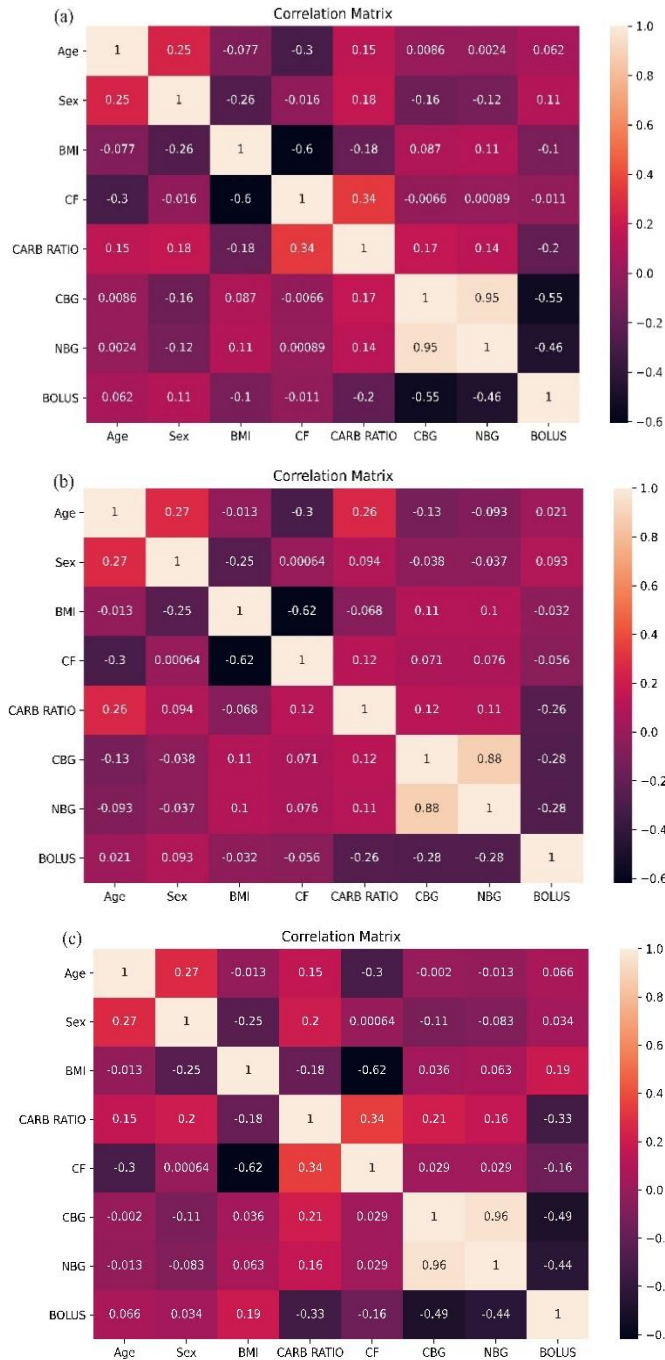 (a) Correlation Matrix
Age 1 0.25 -0.077 -0.3 0.15 0.0086 0.0024 0.062
Sex 0.25 1 -0.26 -0.016 0.18 -0.16 -0.12 0.11
BMI -0.077 -0.26 1 -0.6 -0.18 0.087 0.11 -0.1
CF -0.3 -0.016 -0.6 1 0.34 -0.0066 0.00089 -0.011
CARB RATIO 0.15 0.18 -0.18 0.34 1 0.17 0.14 -0.2
CBG 0.0086 -0.16 0.087 -0.0066 0.17 1 0.95 -0.55
NBG 0.0024 -0.12 0.11 0.00089 0.14 0.95 1 -0.46
BOLUS 0.062 0.11 -0.1 -0.011 -0.2 -0.55 -0.46 1
Age Sex BMI CF CARB RATIO CBG NBG BOLUS
1.0
0.8
0.6
0.4
0.2
0.0
-0.2
-0.4
-0.6
(b) Correlation Matrix
Age 1 0.27 -0.013 -0.3 0.26 -0.13 -0.093 0.021
Sex 0.27 1 -0.25 0.00064 0.094 -0.038 -0.037 0.093
BMI -0.013 -0.25 1 -0.62 -0.068 0.11 0.1 -0.032
CF -0.3 0.00064 -0.62 1 0.12 0.071 0.076 -0.056
CARB RATIO 0.26 0.094 -0.068 0.12 1 0.12 0.11 -0.26
CBG -0.13 -0.038 0.11 0.071 0.12 1 0.88 -0.28
NBG -0.093 -0.037 0.1 0.076 0.11 0.88 1 -0.28
BOLUS 0.021 0.093 -0.032 -0.056 -0.26 -0.28 -0.28 1
Age Sex BMI CF CARB RATIO CBG NBG BOLUS
1.0
0.8
0.6
0.4
0.2
0.0
-0.2
-0.4
-0.6
(c) Correlation Matrix
Age 1 0.27 -0.013 0.15 -0.3 -0.002 -0.013 0.066
Sex 0.27 1 -0.25 0.2 0.00064 -0.11 -0.083 0.034
BMI -0.013 -0.25 1 -0.18 -0.62 0.036 0.063 0.19
CARB RATIO 0.15 0.2 -0.18 1 0.34 0.21 0.16 -0.33
CF -0.3 0.00064 -0.62 0.34 1 0.029 0.029 -0.16
CBG -0.002 -0.11 0.036 0.21 0.029 1 0.96 -0.49
NBG -0.013 -0.083 0.063 0.16 0.029 0.96 1 -0.44
BOLUS 0.066 0.034 0.19 -0.33 -0.16 -0.49 -0.44 1
Age Sex BMI CARB RATIO CF CBG NBG BOLUS
1.0
0.8
0.6
0.4
0.2
0.0